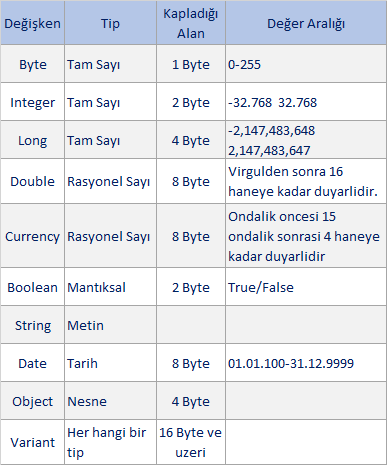 Değişken Tip Kapladığı Alan Değer Aralığı
Byte Tam Sayı 1 Byte 0-255
Integer Tam Sayı 2 Byte -32.768 32.768
Long Tam Sayı 4 Byte -2,147,483,648
2,147,483,647
Double Rasyonel Sayı 8 Byte Virgulden sonra 16
haneye kadar duyarlidir.
Currency Rasyonel Sayı 8 Byte Ondalik oncesi 15
ondalik sonrasi 4 haneye
kadar duyarlidir
Boolean Mantıksal 2 Byte True/False
String Metin
Date Tarih 8 Byte 01.01.100-31.12.9999
Object Nesne 4 Byte
Variant Her hangi bir tip 16 Byte ve uzeri